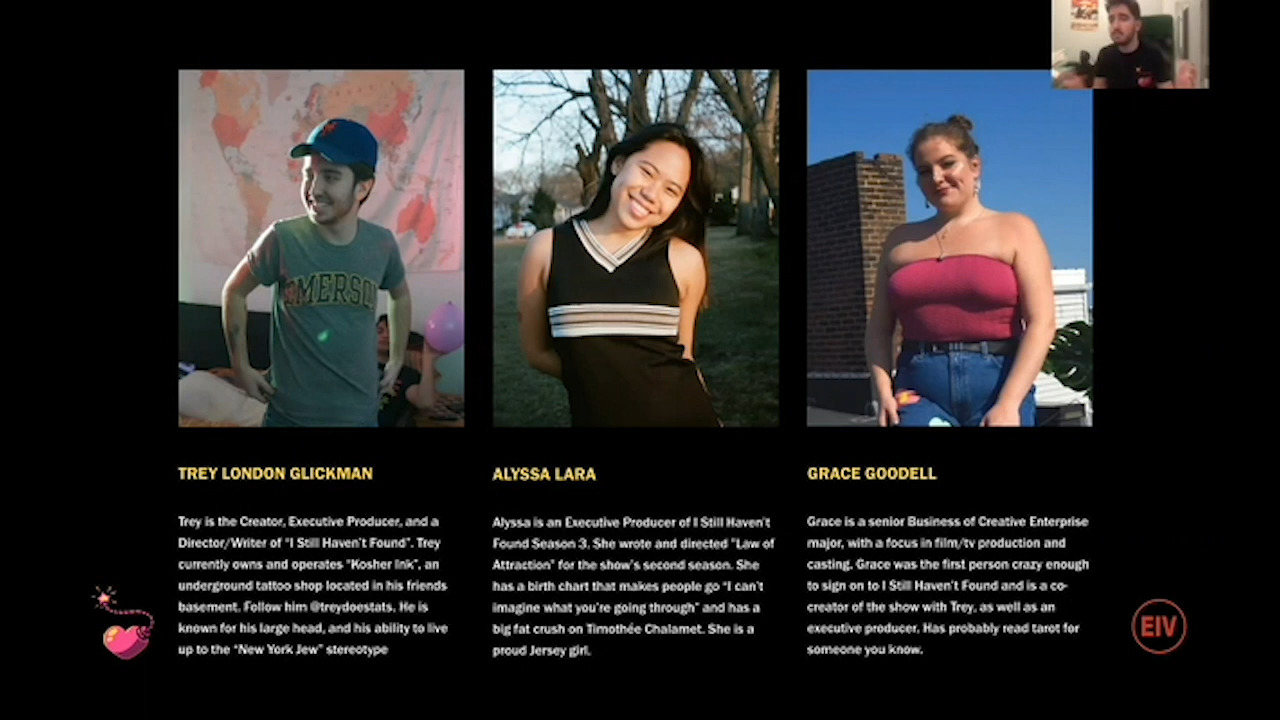 EMERSON
TREY LONDON GLICKMAN
Trey is the Creator, Executive Producer, and a
Director/Writer of "I Still Haven't Found". Trey
currently owns and operates "Kosher Ink", an
underground tattoo shop located in his friends
basement. Follow him @treydoestats. He is
known for his large head, and his ability to live
up to the "New York Jew" stereotype
ALYSSA LARA
Alyssa is an Executive Producer of I Still Haven't
Found Season 3. She wrote and directed "Law of
Attraction" for the show's second season. She
has a birth chart that makes people go "I can't
imagine what you're going through" and has a
big fat crush on Timothée Chalamet. She is a
proud Jersey girl.
GRACE GOODELL
Grace is a senior Business of Creative Enterprise
major, with a focus in film/tv production and
casting. Grace was the first person crazy enough
to sign on to I Still Haven't Found and is a co-
creator of the show with Trey, as well as an
executive producer. Has probably read tarot for
someone you know.
EIV